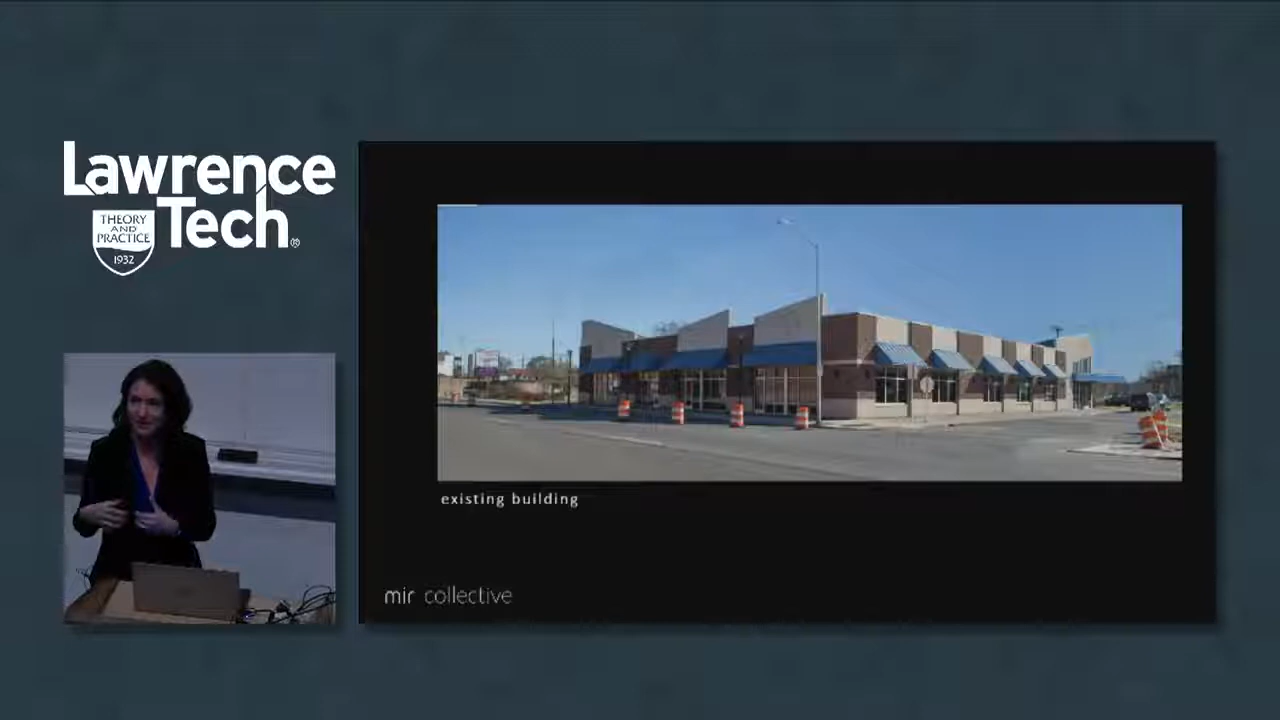 Lawrence
Tech®
THEORY
AND
PRACTICE
1932
existing building
mir collective